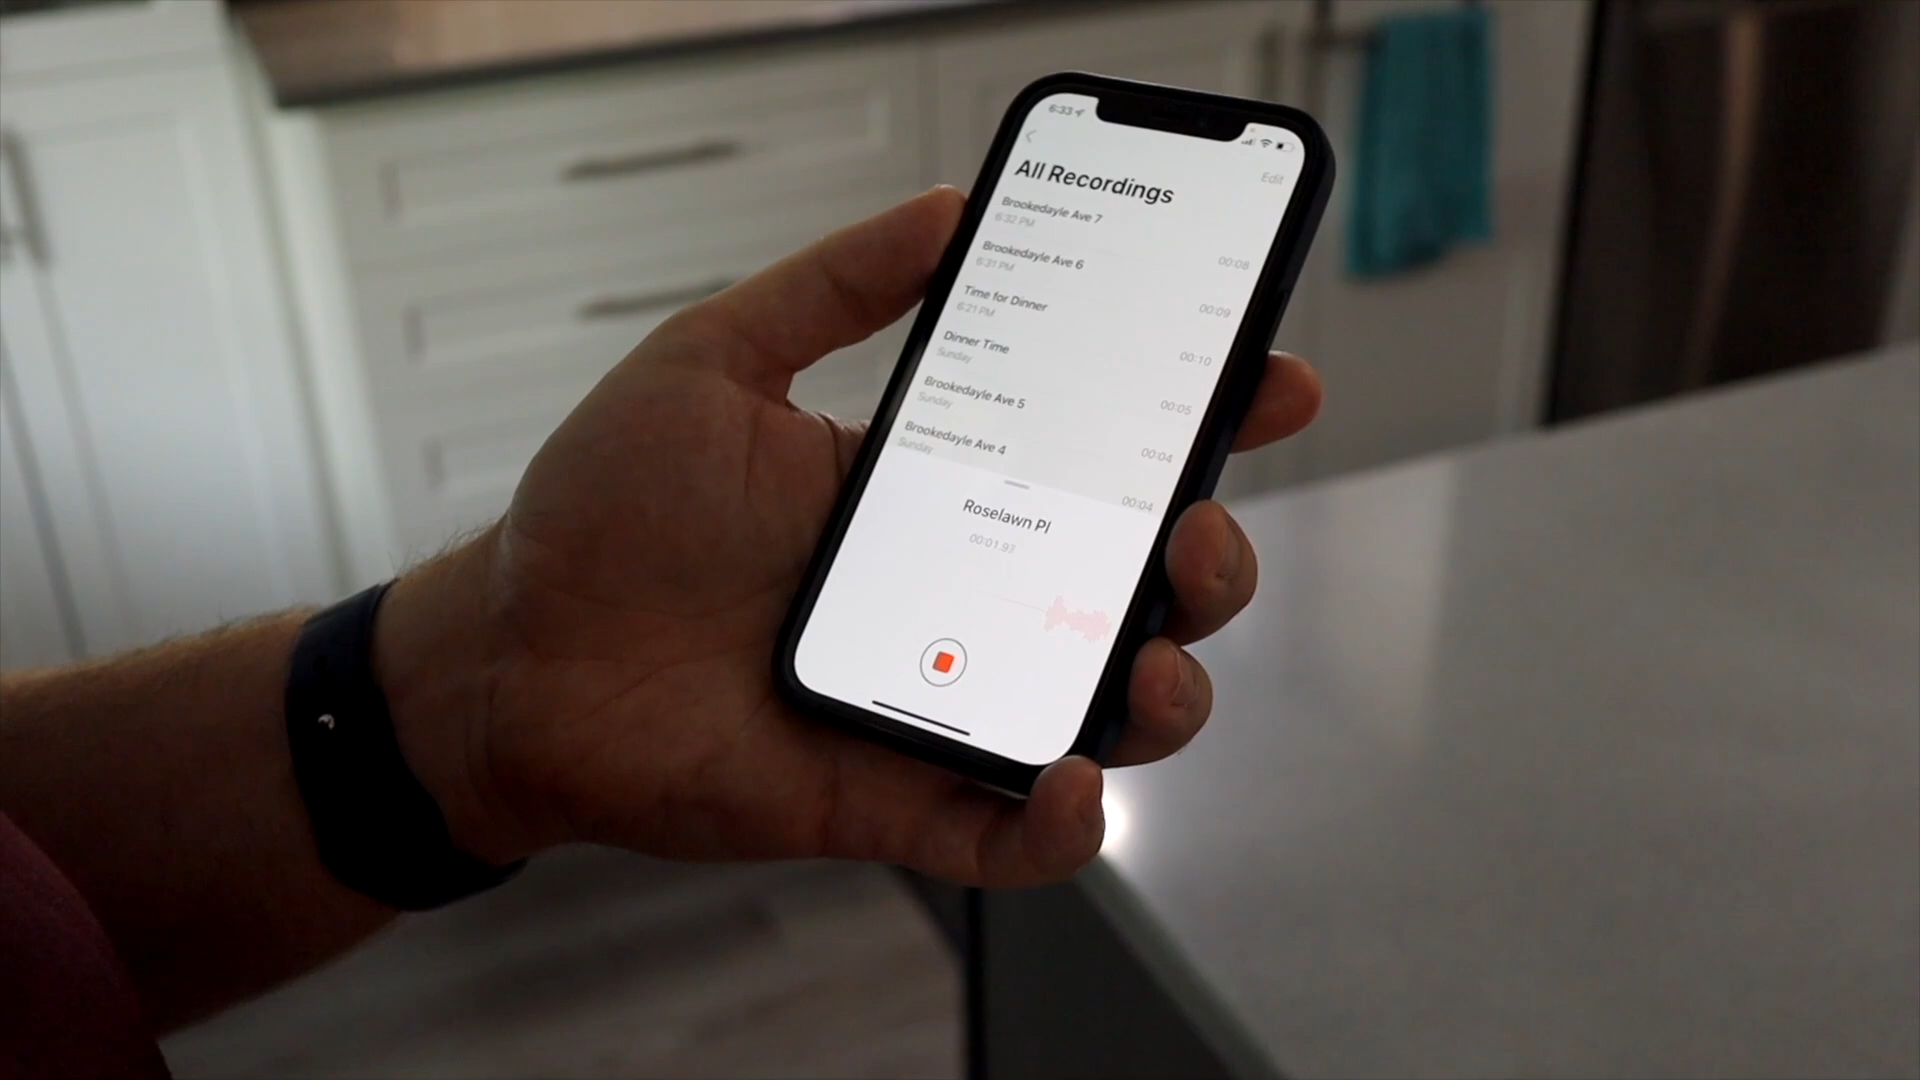 6:33
All Recordings
Edit
Brookedayle Ave 7
6:32 PM
00:08
Brookedayle Ave 6
6:31 PM
00:09
Time for Dinner
6:21 PM
00:10
Dinner Time
Sunday
00:05
Brookedayle Ave 5
Sunday
00:04
Brookedayle Ave 4
Sunday
00:04
Roselawn Pl
00:01.97